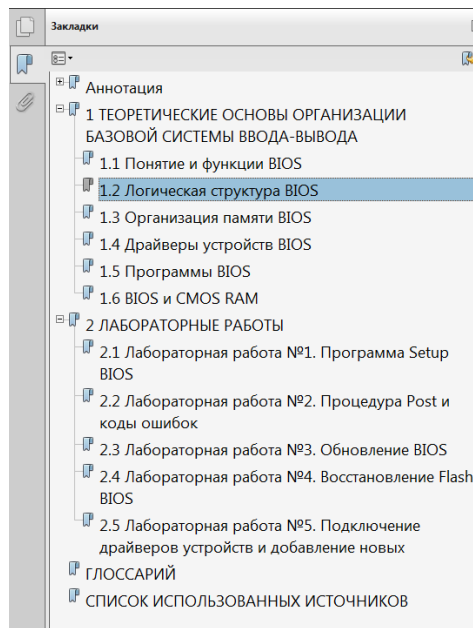 Закладки
Аннотация
1 ТЕОРЕТИЧЕСКИЕ ОСНОВЫ ОРГАНИЗАЦИИ
БАЗОВОЙ СИСТЕМЫ ВВОДА-ВЫВОДА
1.1 Понятие и функции BIOS
1.2 Логическая структура BIOS
1.3 Организация памяти BIOS
1.4 Драйверы устройств BIOS
1.5 Программы BIOS
1.6 BIOS и CMOS RAM
2 ЛАБОРАТОРНЫЕ РАБОТЫ
2.1 Лабораторная работа №1. Программа Setup
BIOS
2.2 Лабораторная работа №2. Процедура Post и
коды ошибок
2.3 Лабораторная работа №3. Обновление BIOS
2.4 Лабораторная работа №4. Восстановление Flash
BIOS
2.5 Лабораторная работа №5. Подключение
драйверов устройств и добавление новых
ГЛОССАРИЙ
СПИСОК ИСПОЛЬЗОВАННЫХ ИСТОЧНИКОВ